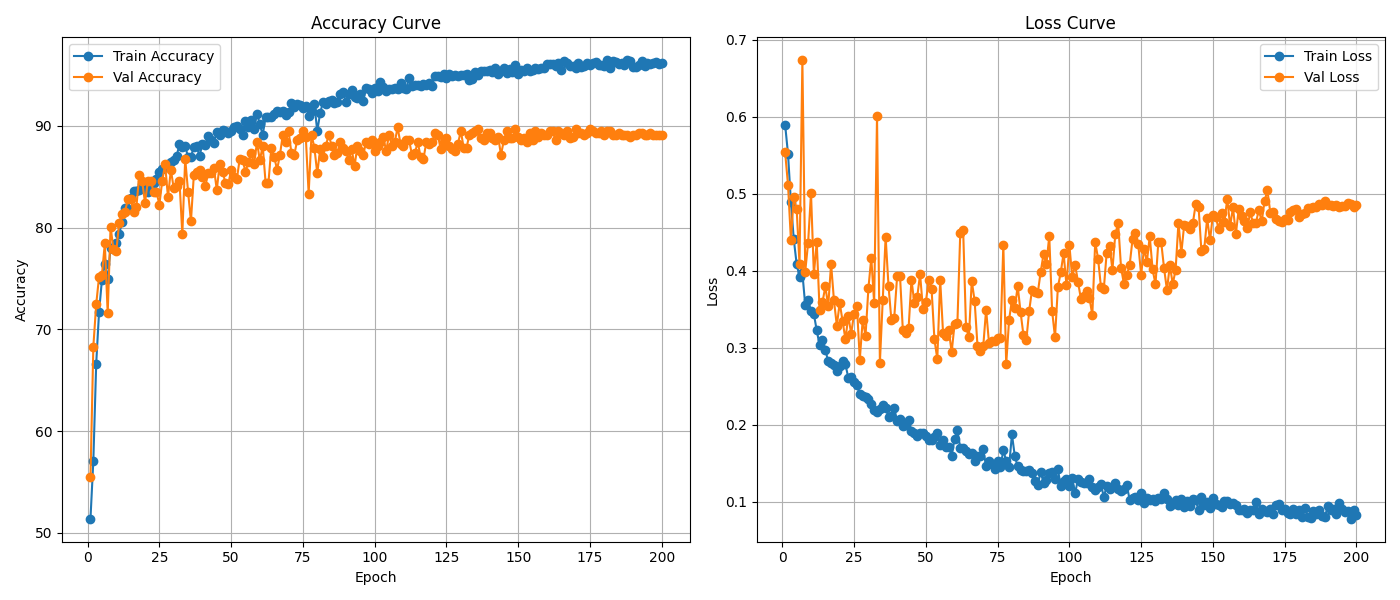 Accuracy Curve
Train Accuracy
Val Accuracy
90
80
70
60
50
Accuracy
0 25 50 75 100 125 150 175 200
Epoch
Loss Curve
Train Loss
Val Loss
0.7
0.6
0.5
0.4
0.3
0.2
0.1
Loss
0 25 50 75 100 125 150 175 200
Epoch